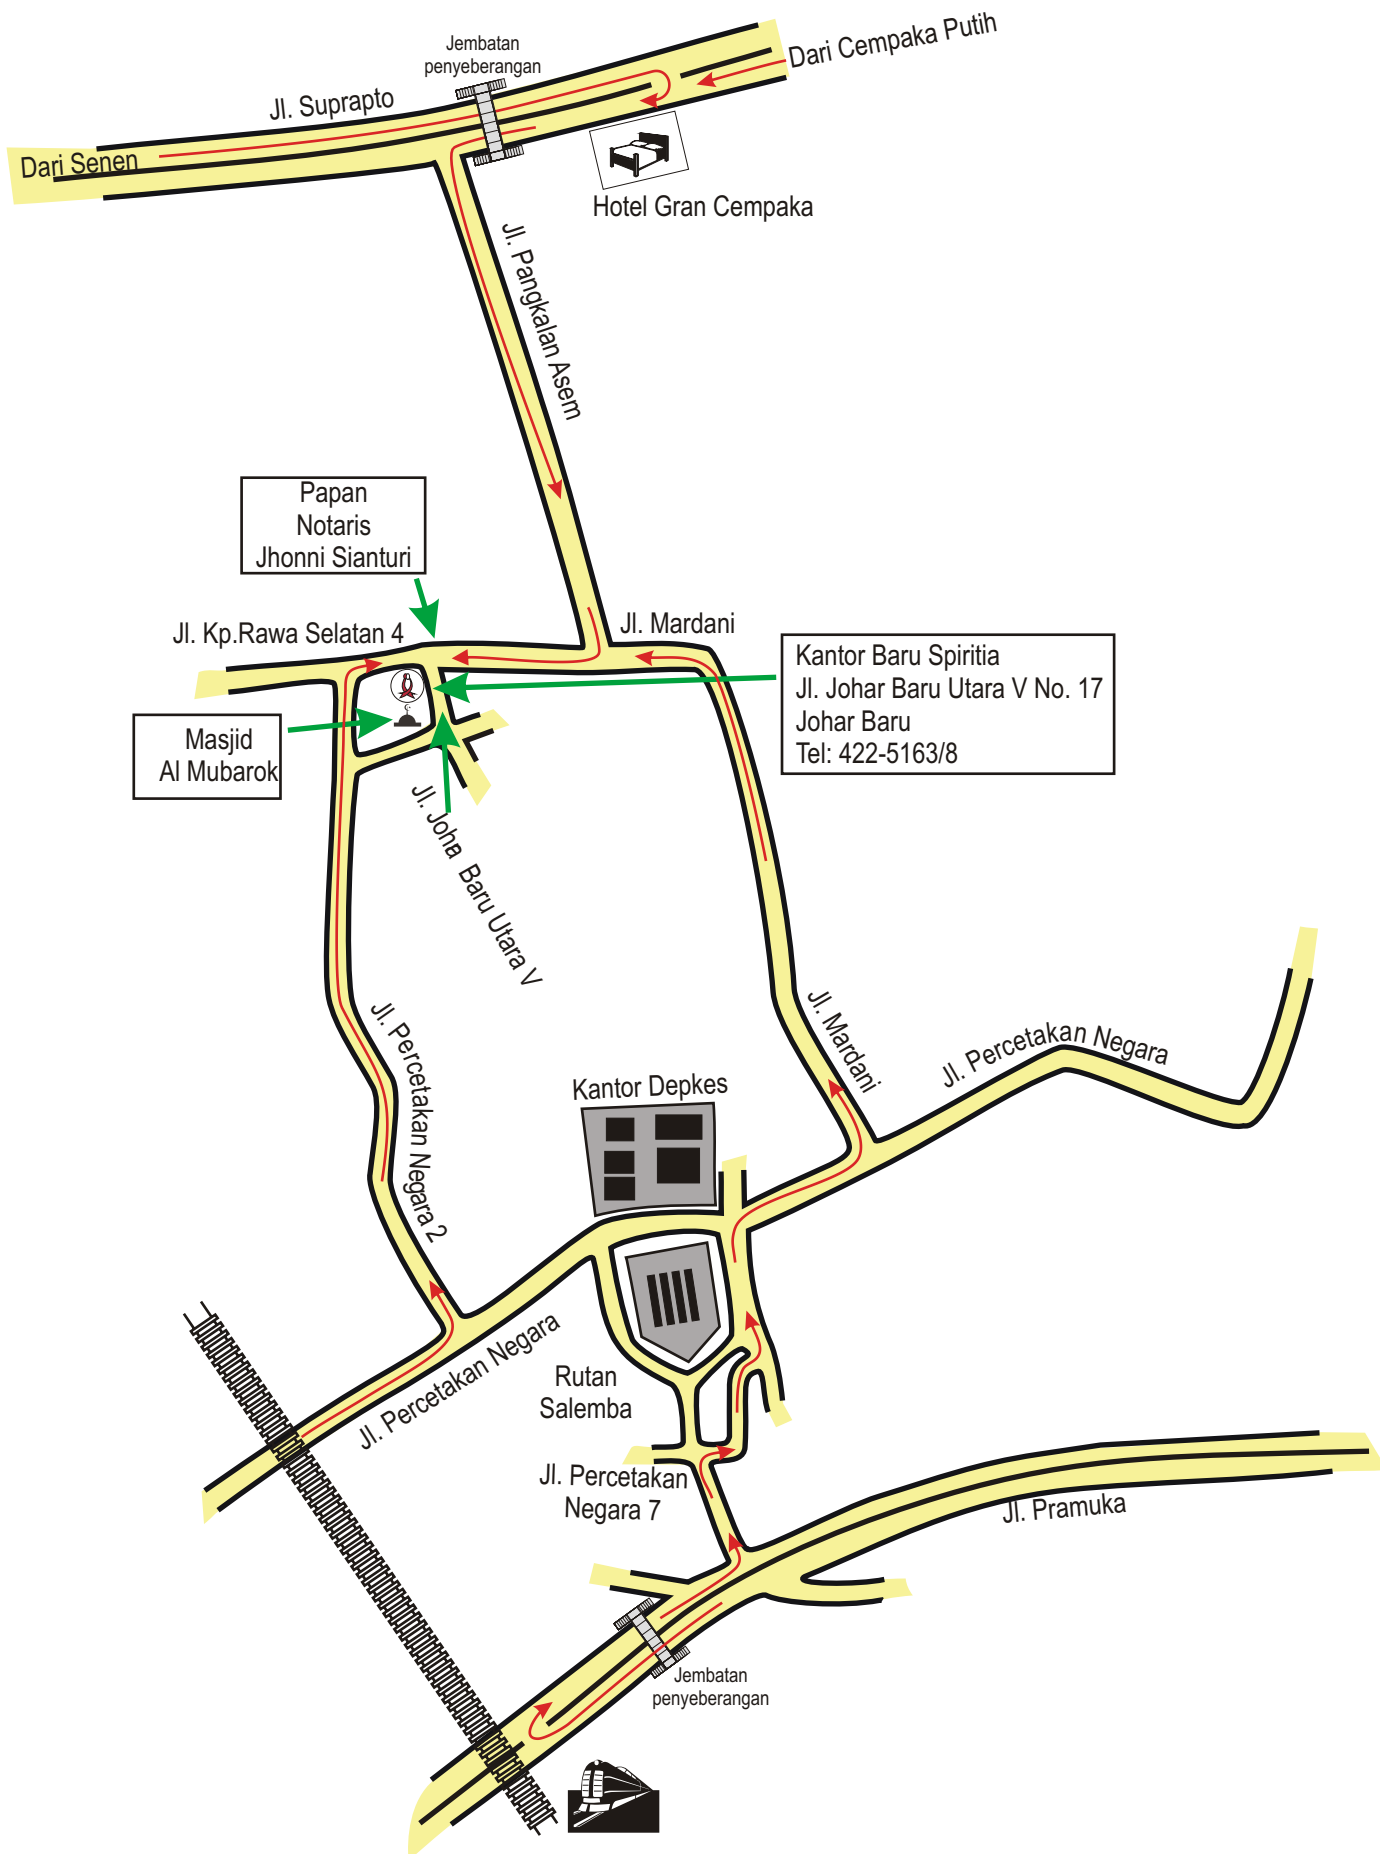 Jembatan
penyeberangan
Dari Cempaka Putih
Jl. Suprapto
Dari Senen
Hotel Gran Cempaka
Jl. Pangkalan Asem
Papan
Notaris
Jhonni Sianturi
Jl. Kp.Rawa Selatan 4
Jl. Mardani
Kantor Baru Spiritia
Jl. Johar Baru Utara V No. 17
Johar Baru
Tel: 422-5163/8
Masjid
Al Mubarok
Jl. Joha Baru Utara V
Jl. Percetakan Negara 2
Jl. Mardani
Jl. Percetakan Negara
Kantor Depkes
Jl. Percetakan Negara
Rutan
Salemba
Jl. Percetakan
Negara 7
Jl. Pramuka
Jembatan
penyeberangan